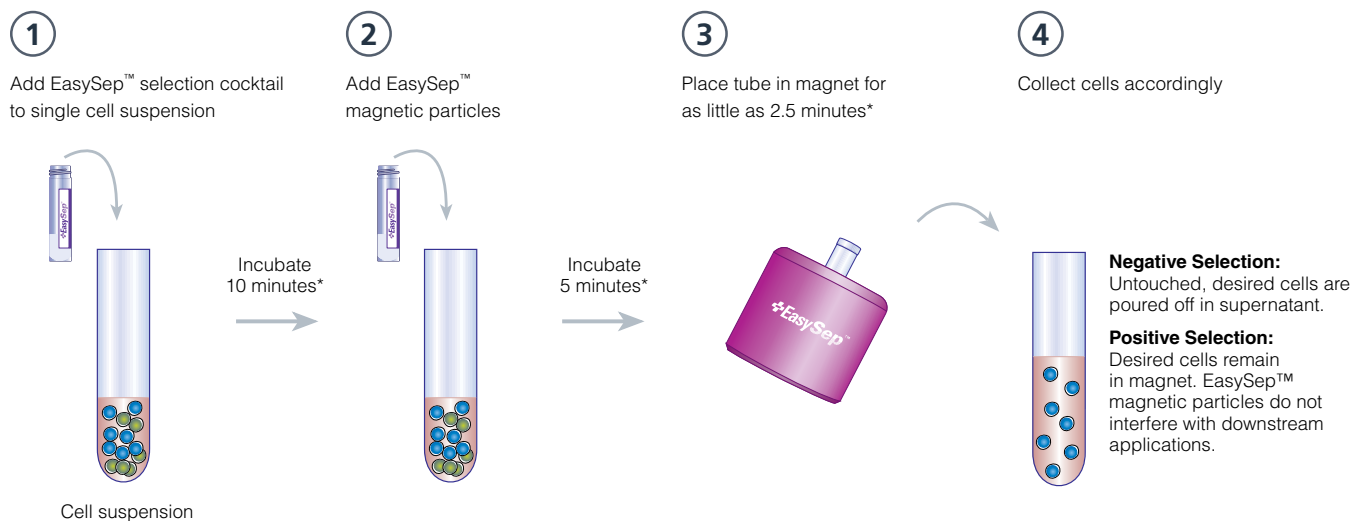 1
Add EasySep™ selection cocktail
to single cell suspension
EasySep
Incubate
10 minutes*
Cell suspension
2
Add EasySep™
magnetic particles
EasySep
Incubate
5 minutes*
3
Place tube in magnet for
as little as 2.5 minutes*
EasySep™
4
Collect cells accordingly
Negative Selection:
Untouched, desired cells are
poured off in supernatant.
Positive Selection:
Desired cells remain
in magnet. EasySep™
magnetic particles do not
interfere with downstream
applications.